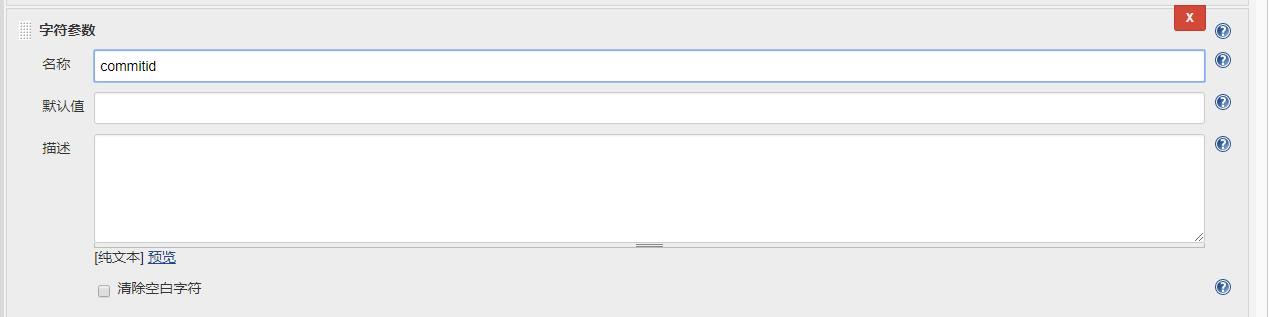 字符参数
X
名称
commitid
默认值
描述
[纯文本] 预览
清除空白字符